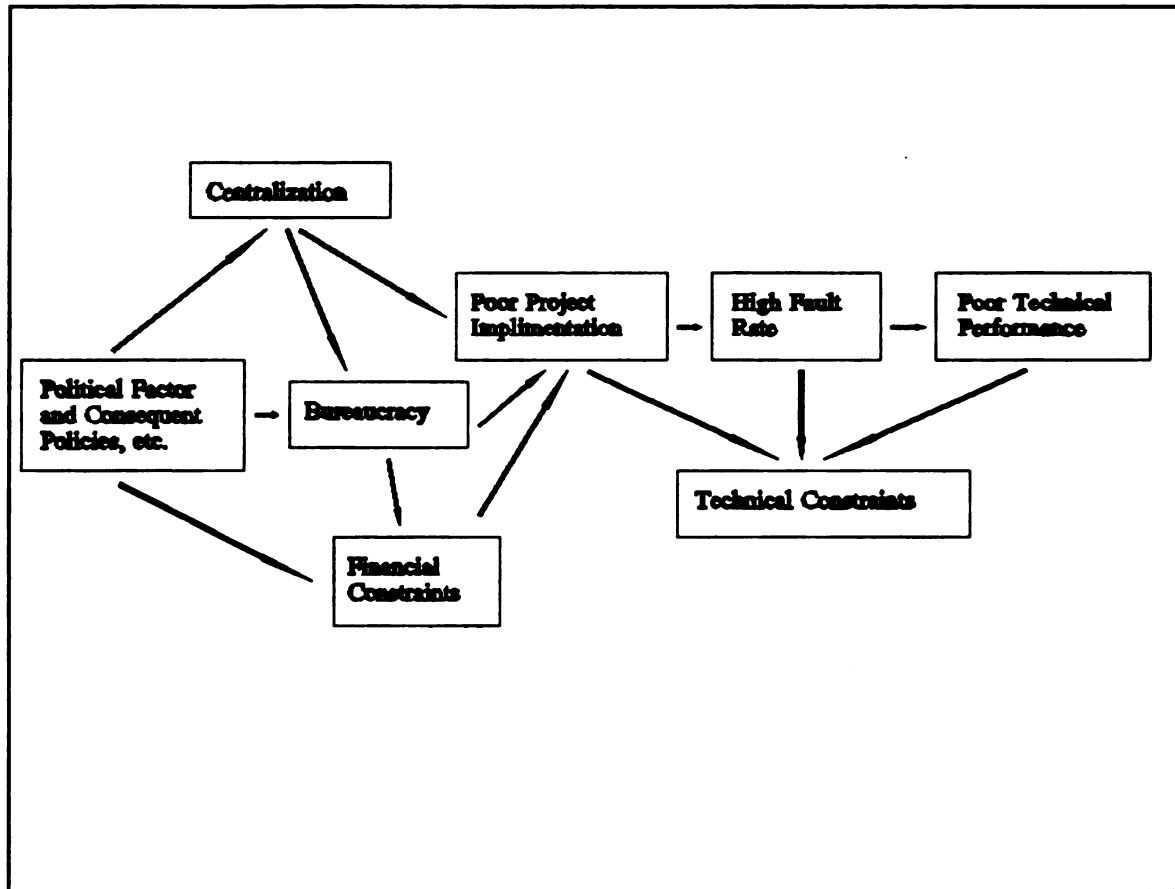 Centralization
Poor Project
Implimentation
High Fault
Rate
Poor Technical
Performance
Political Factor
and Consequent
Policies, etc.
Bureaucracy
Technical Constraints
Financial
Constraints